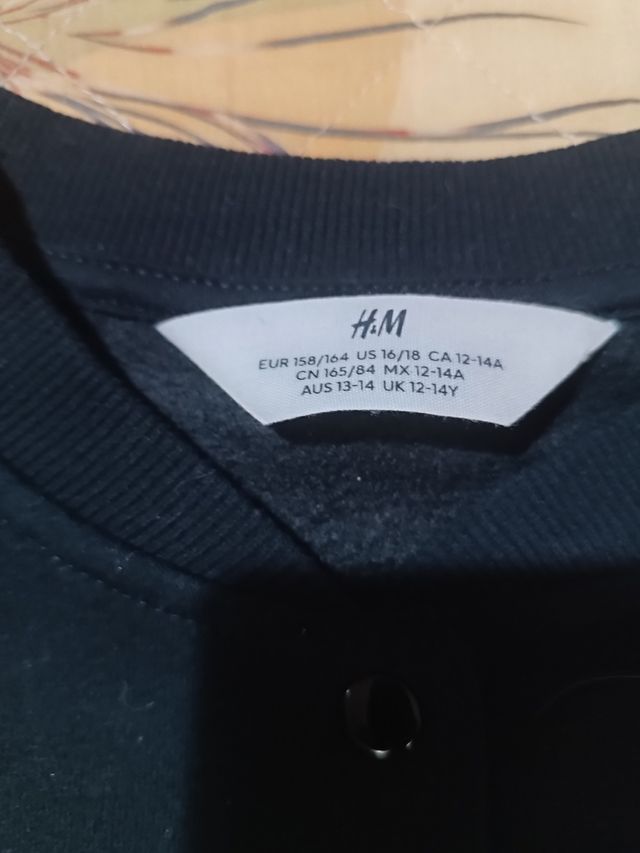 H&M
EUR 158/164 US 16/18 CA 12-14A
CN 165/84 MX 12-14A
AUS 13-14 UK 12-14Y